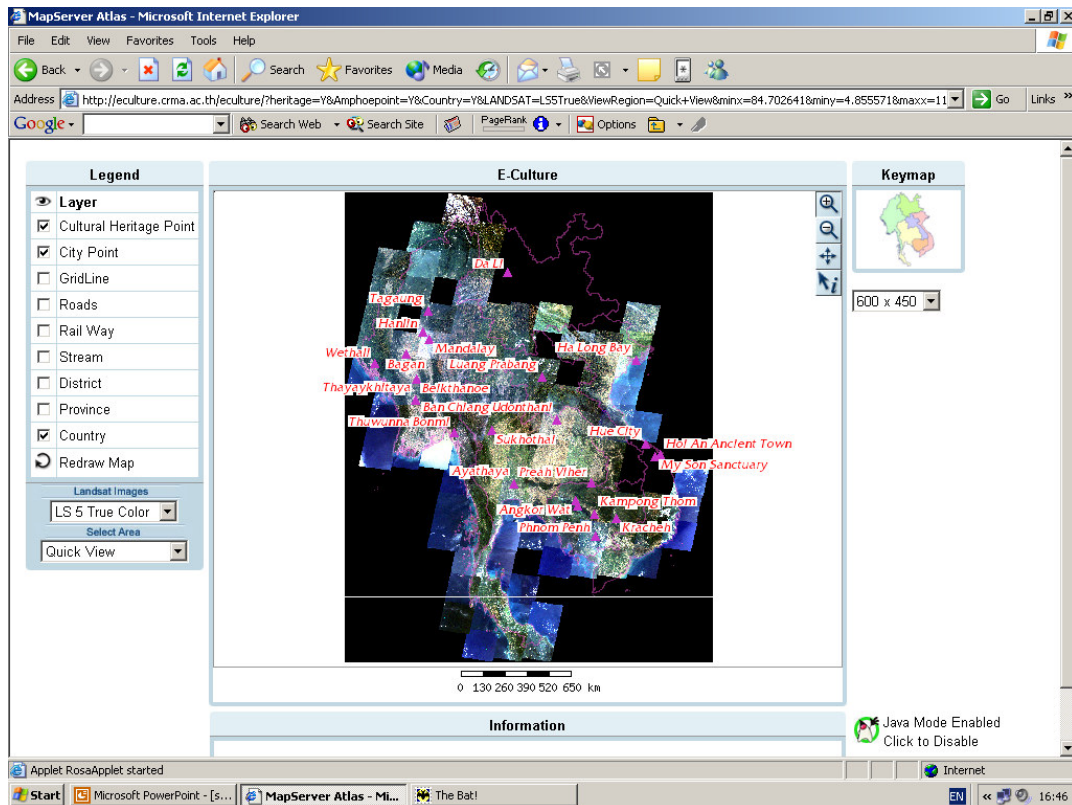 MapServer Atlas - Microsoft Internet Explorer
File Edit View Favorites Tools Help
Back Search Favorites Media
Address http://eculture.crma.ac.th/eculture/?heritage=Y&Amphoepoint=Y&Country=Y&LANDSAT=LS5True&ViewRegion=Quick+View&minx=84.702641&miny=4.855571&maxx=11 Go Links »
Google Search Web Search Site PageRank Options
Legend
Layer
Cultural Heritage Point
City Point
GridLine
Roads
Rail Way
Stream
District
Province
Country
Redraw Map
Landsat Images
LS 5 True Color
Select Area
Quick View
E-Culture
Da Li
Tagaung
Hanlin
Mandalay
Ha Long Bay
Wethali
Bagan
Luang Prabang
Thayaykhitaya
Beikthanoe
Ban Chiang Udonthani
Thuwunna Bonmi
Sukhothai
Hue City
Hoi An Ancient Town
My Son Sanctuary
Ayathaya
Preah Viher
Kampong Thom
Angkor Wat
Phnom Penh
Kracheh
0 130 260 390 520 650 km
Information
Keymap
600 x 450
Java Mode Enabled
Click to Disable
Applet RosaApplet started
Internet
Start
Microsoft PowerPoint - [s...
MapServer Atlas - Mi...
The Bat!
EN
« 16:46